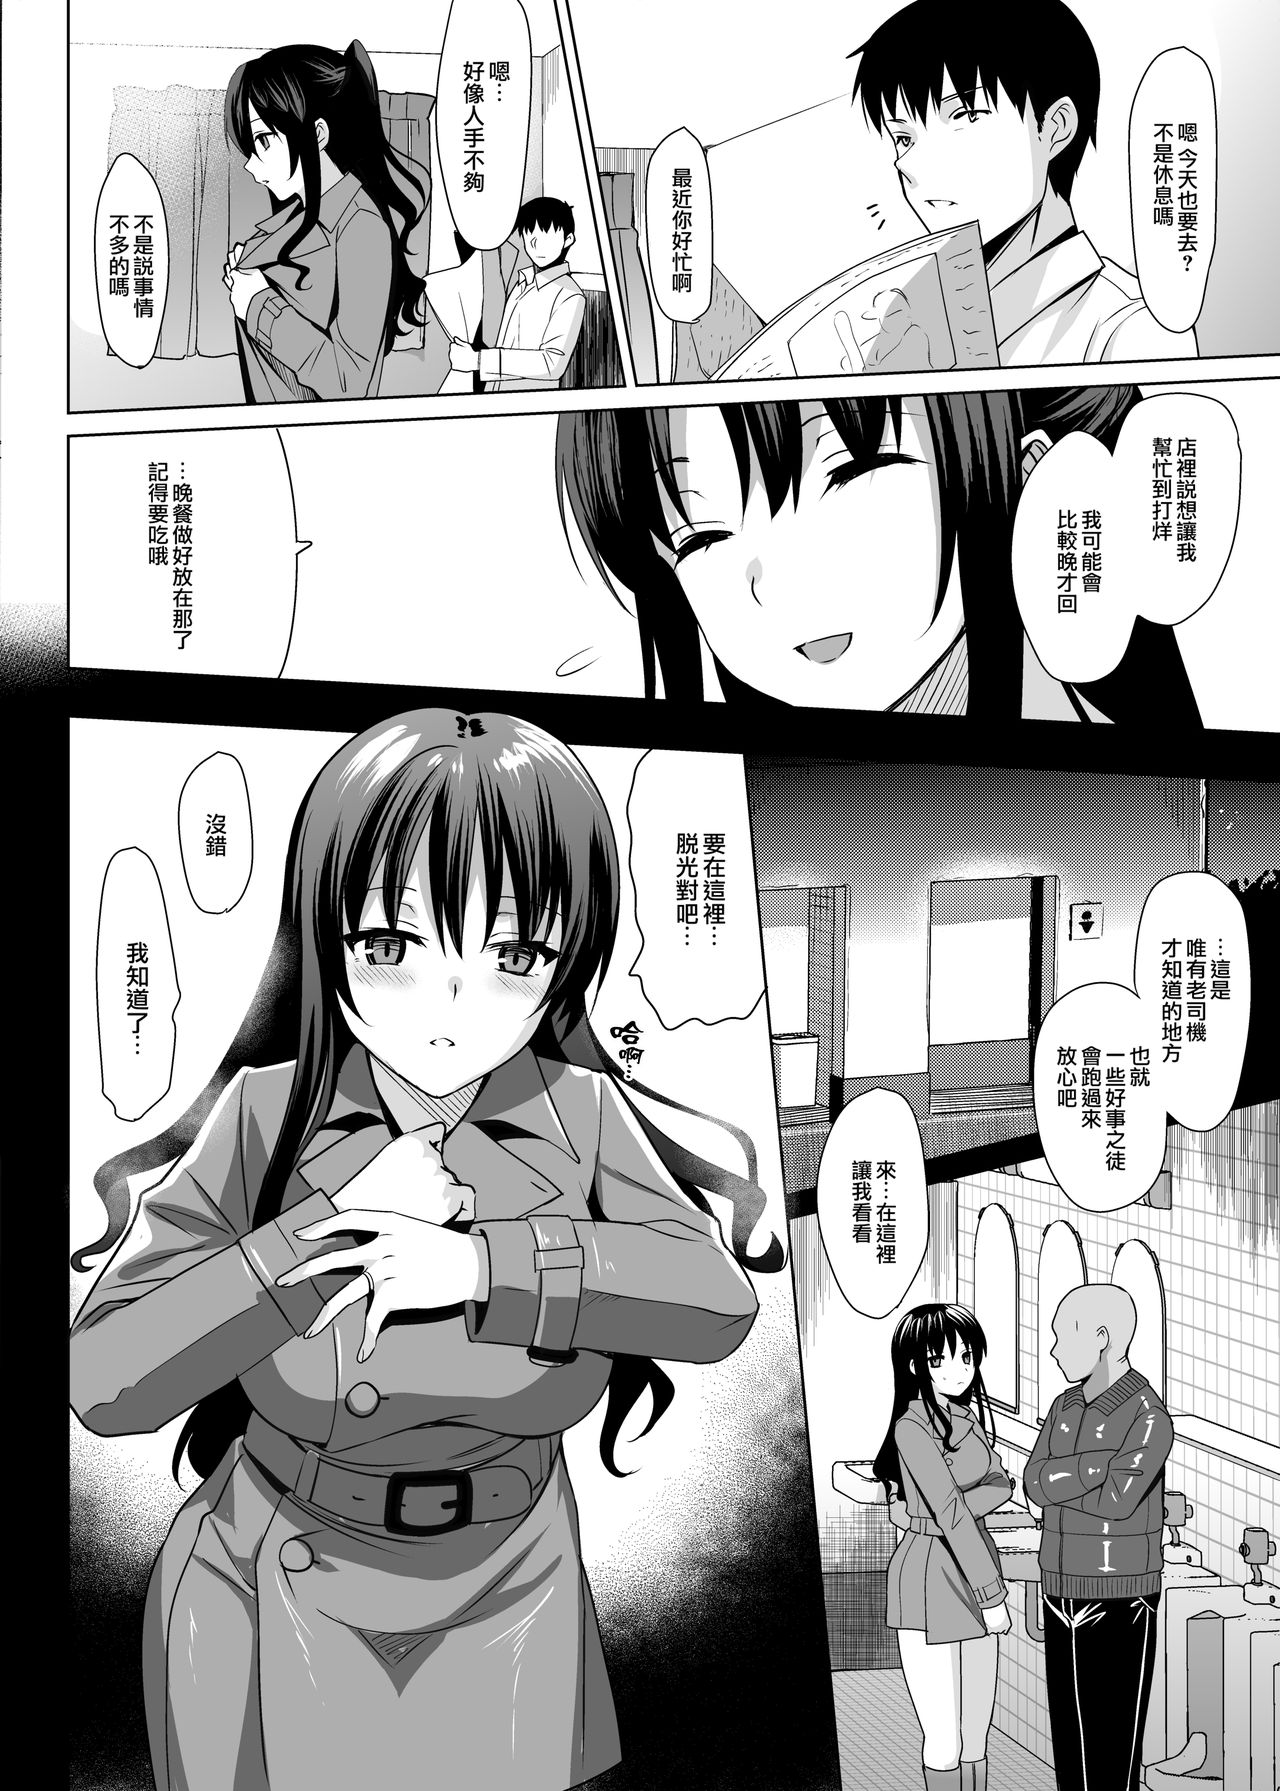 嗯 今天也要去?
不是休息嗎
最近你好忙啊
嗯…
好像人手不夠
不是説事情
不多的嗎
店裡説想讓我
幫忙到打烊
我可能會
比較晚才回
…晚餐做好放在那了
記得要吃哦
…這是
唯有老司機
才知道的地方
也就
一些好事之徒
會跑過來
放心吧
來…在這裡
讓我看看
要在這裡…
脱光對吧…
哈啊…
沒錯
我知道了…